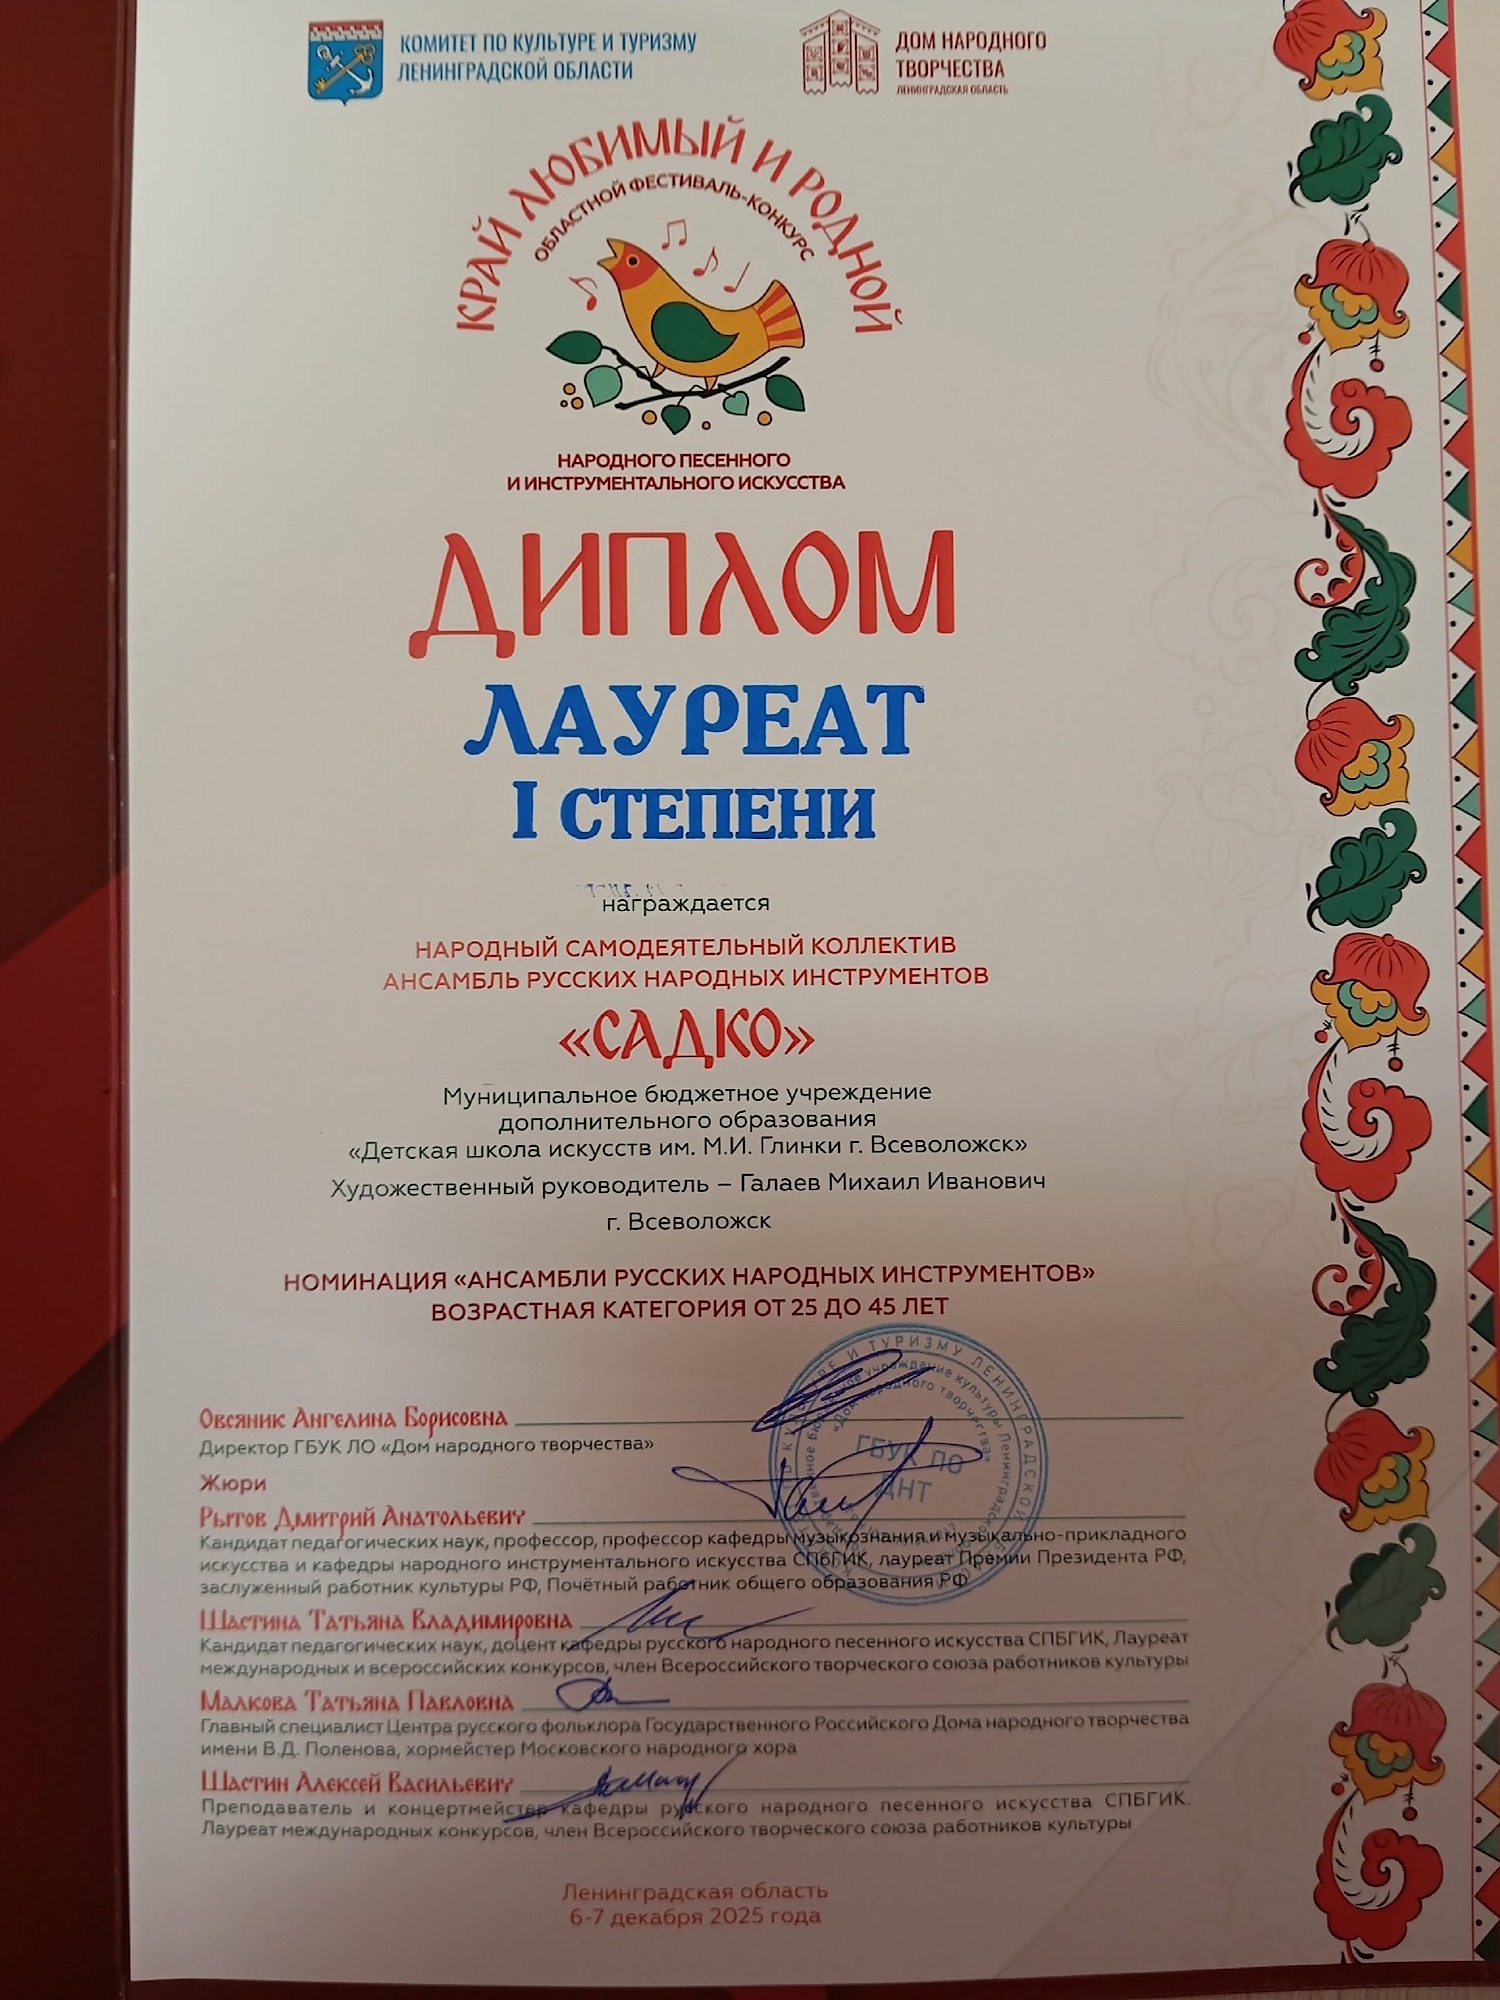 КОМИТЕТ ПО КУЛЬТУРЕ И ТУРИЗМУ
ЛЕНИНГРАДСКОЙ ОБЛАСТИ
ДОМ НАРОДНОГО
ТВОРЧЕСТВА
ЛЕНИНГРАДСКАЯ ОБЛАСТЬ
КРАЙ ЛЮБИМЫЙ И РОДНОЙ
ОБЛАСТНОЙ ФЕСТИВАЛЬ-КОНКУРС
НАРОДНОГО ПЕСЕННОГО
И ИНСТРУМЕНТАЛЬНОГО ИСКУССТВА
ДИПЛОМ
ЛАУРЕАТ
I СТЕПЕНИ
награждается
НАРОДНЫЙ САМОДЕЯТЕЛЬНЫЙ КОЛЛЕКТИВ
АНСАМБЛЬ РУССКИХ НАРОДНЫХ ИНСТРУМЕНТОВ
«САДКО»
Муниципальное бюджетное учреждение
дополнительного образования
«Детская школа искусств им. М.И. Глинки г. Всеволожск»
Художественный руководитель – Галаев Михаил Иванович
г. Всеволожск
НОМИНАЦИЯ «АНСАМБЛИ РУССКИХ НАРОДНЫХ ИНСТРУМЕНТОВ»
ВОЗРАСТНАЯ КАТЕГОРИЯ ОТ 25 ДО 45 ЛЕТ
Овсяник Ангелина Борисовна
Директор ГБУК ЛО «Дом народного творчества»
ГБУК ЛО
ДНТ
Жюри
Рытов Дмитрий Анатольевич
Кандидат педагогических наук, профессор, профессор кафедры музыкознания и музыкально-прикладного
искусства и кафедры народного инструментального искусства СПбГИК, лауреат Премии Президента РФ,
заслуженный работник культуры РФ, Почётный работник общего образования РФ
Шастина Татьяна Владимировна
Кандидат педагогических наук, доцент кафедры русского народного песенного искусства СПБГИК, Лауреат
международных и всероссийских конкурсов, член Всероссийского творческого союза работников культуры
Малкова Татьяна Павловна
Главный специалист Центра русского фольклора Государственного Российского Дома народного творчества
имени В.Д. Поленова, хормейстер Московского народного хора
Шастин Алексей Васильевич
Преподаватель и концертмейстер кафедры русского народного песенного искусства СПБГИК.
Лауреат международных конкурсов, член Всероссийского творческого союза работников культуры
Ленинградская область
6-7 декабря 2025 года